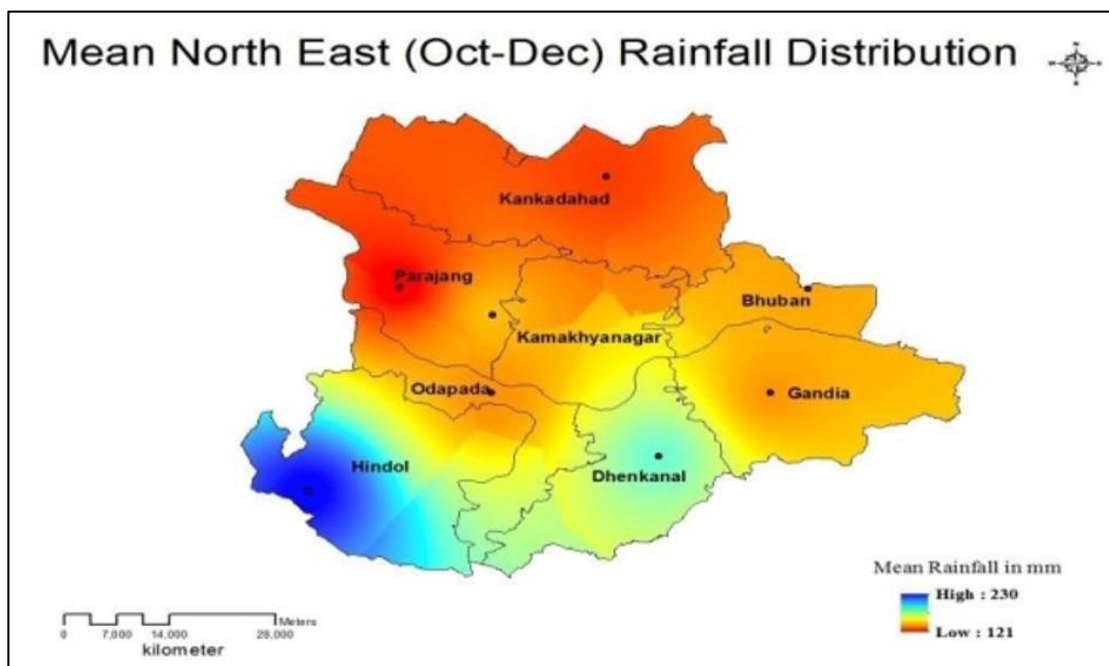 Mean North East (Oct-Dec) Rainfall Distribution
Kankadahad
Parajang
Bhuban
Kamakhyanagar
Odapada
Gandia
Hindol
Dhenkanal
Mean Rainfall in mm
High : 230
Low : 121
Meters
0 7,000 14,000 28,000
kilometer